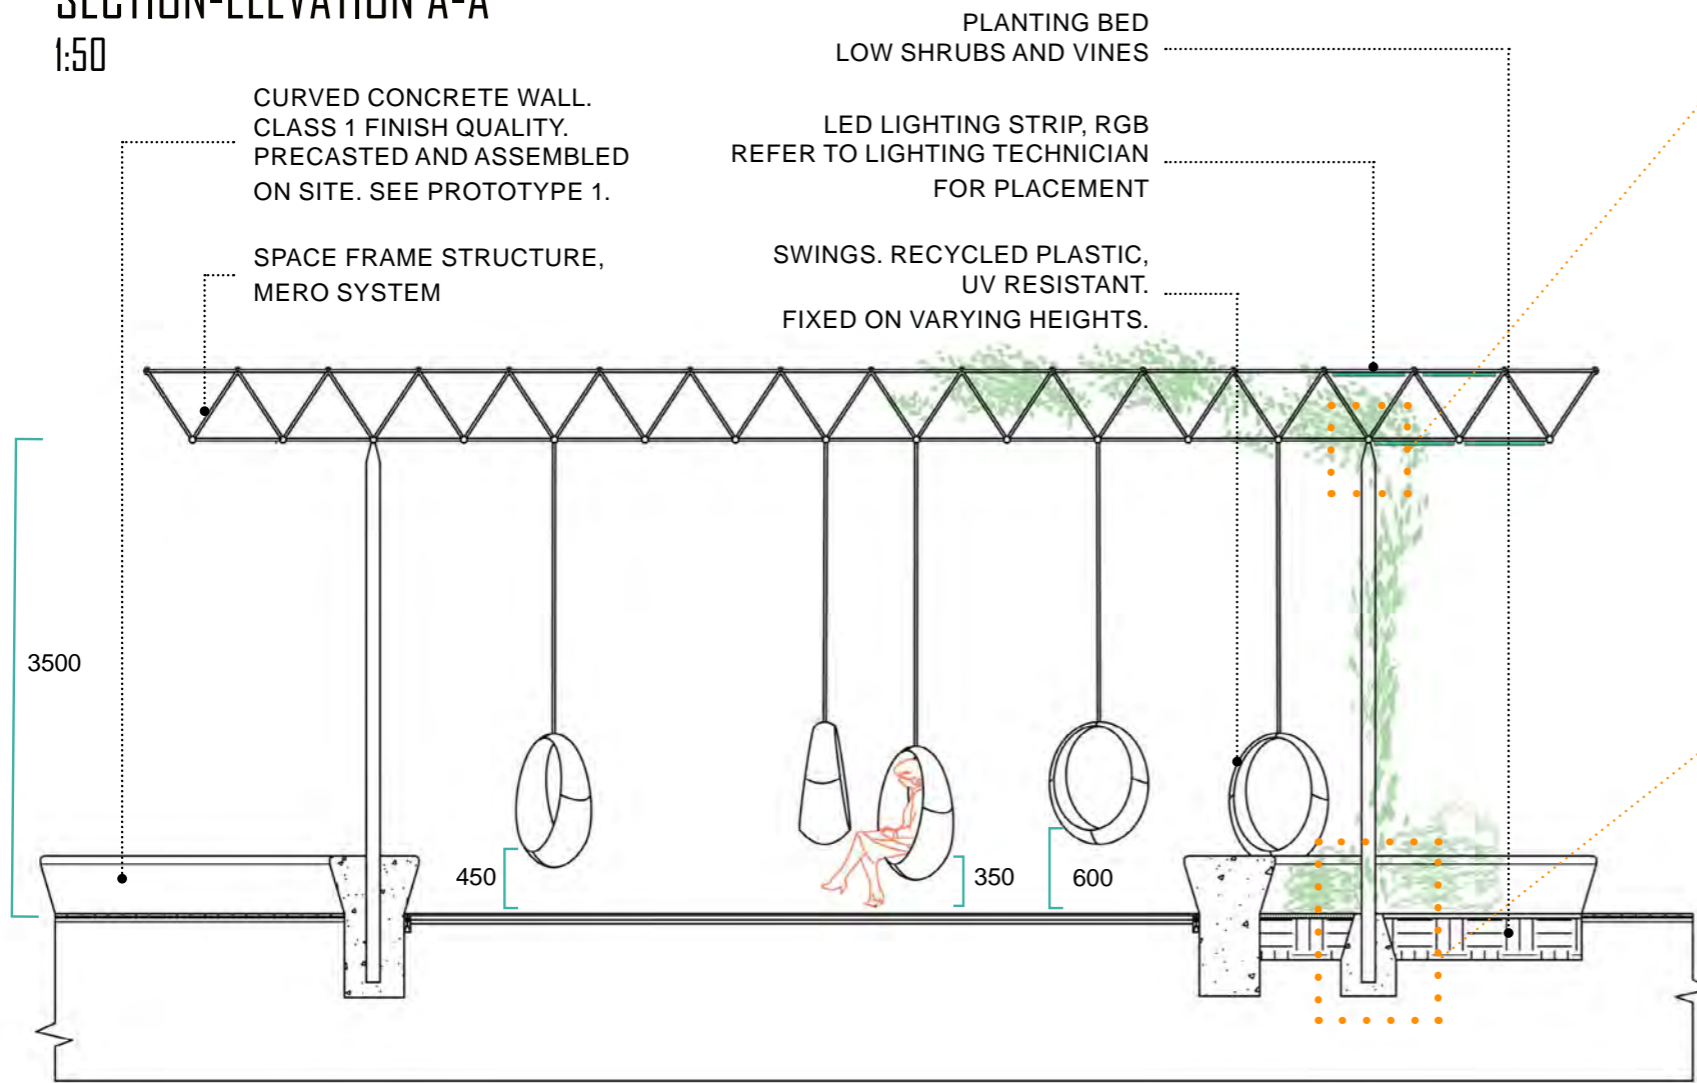 SECTION-ELEVATION A-A
1:50
PLANTING BED
LOW SHRUBS AND VINES
CURVED CONCRETE WALL.
CLASS 1 FINISH QUALITY.
PRECASTED AND ASSEMBLED
ON SITE. SEE PROTOTYPE 1.
LED LIGHTING STRIP, RGB
REFER TO LIGHTING TECHNICIAN
FOR PLACEMENT
SPACE FRAME STRUCTURE,
MERO SYSTEM
SWINGS. RECYCLED PLASTIC,
UV RESISTANT.
FIXED ON VARYING HEIGHTS.
3500
450
350
600